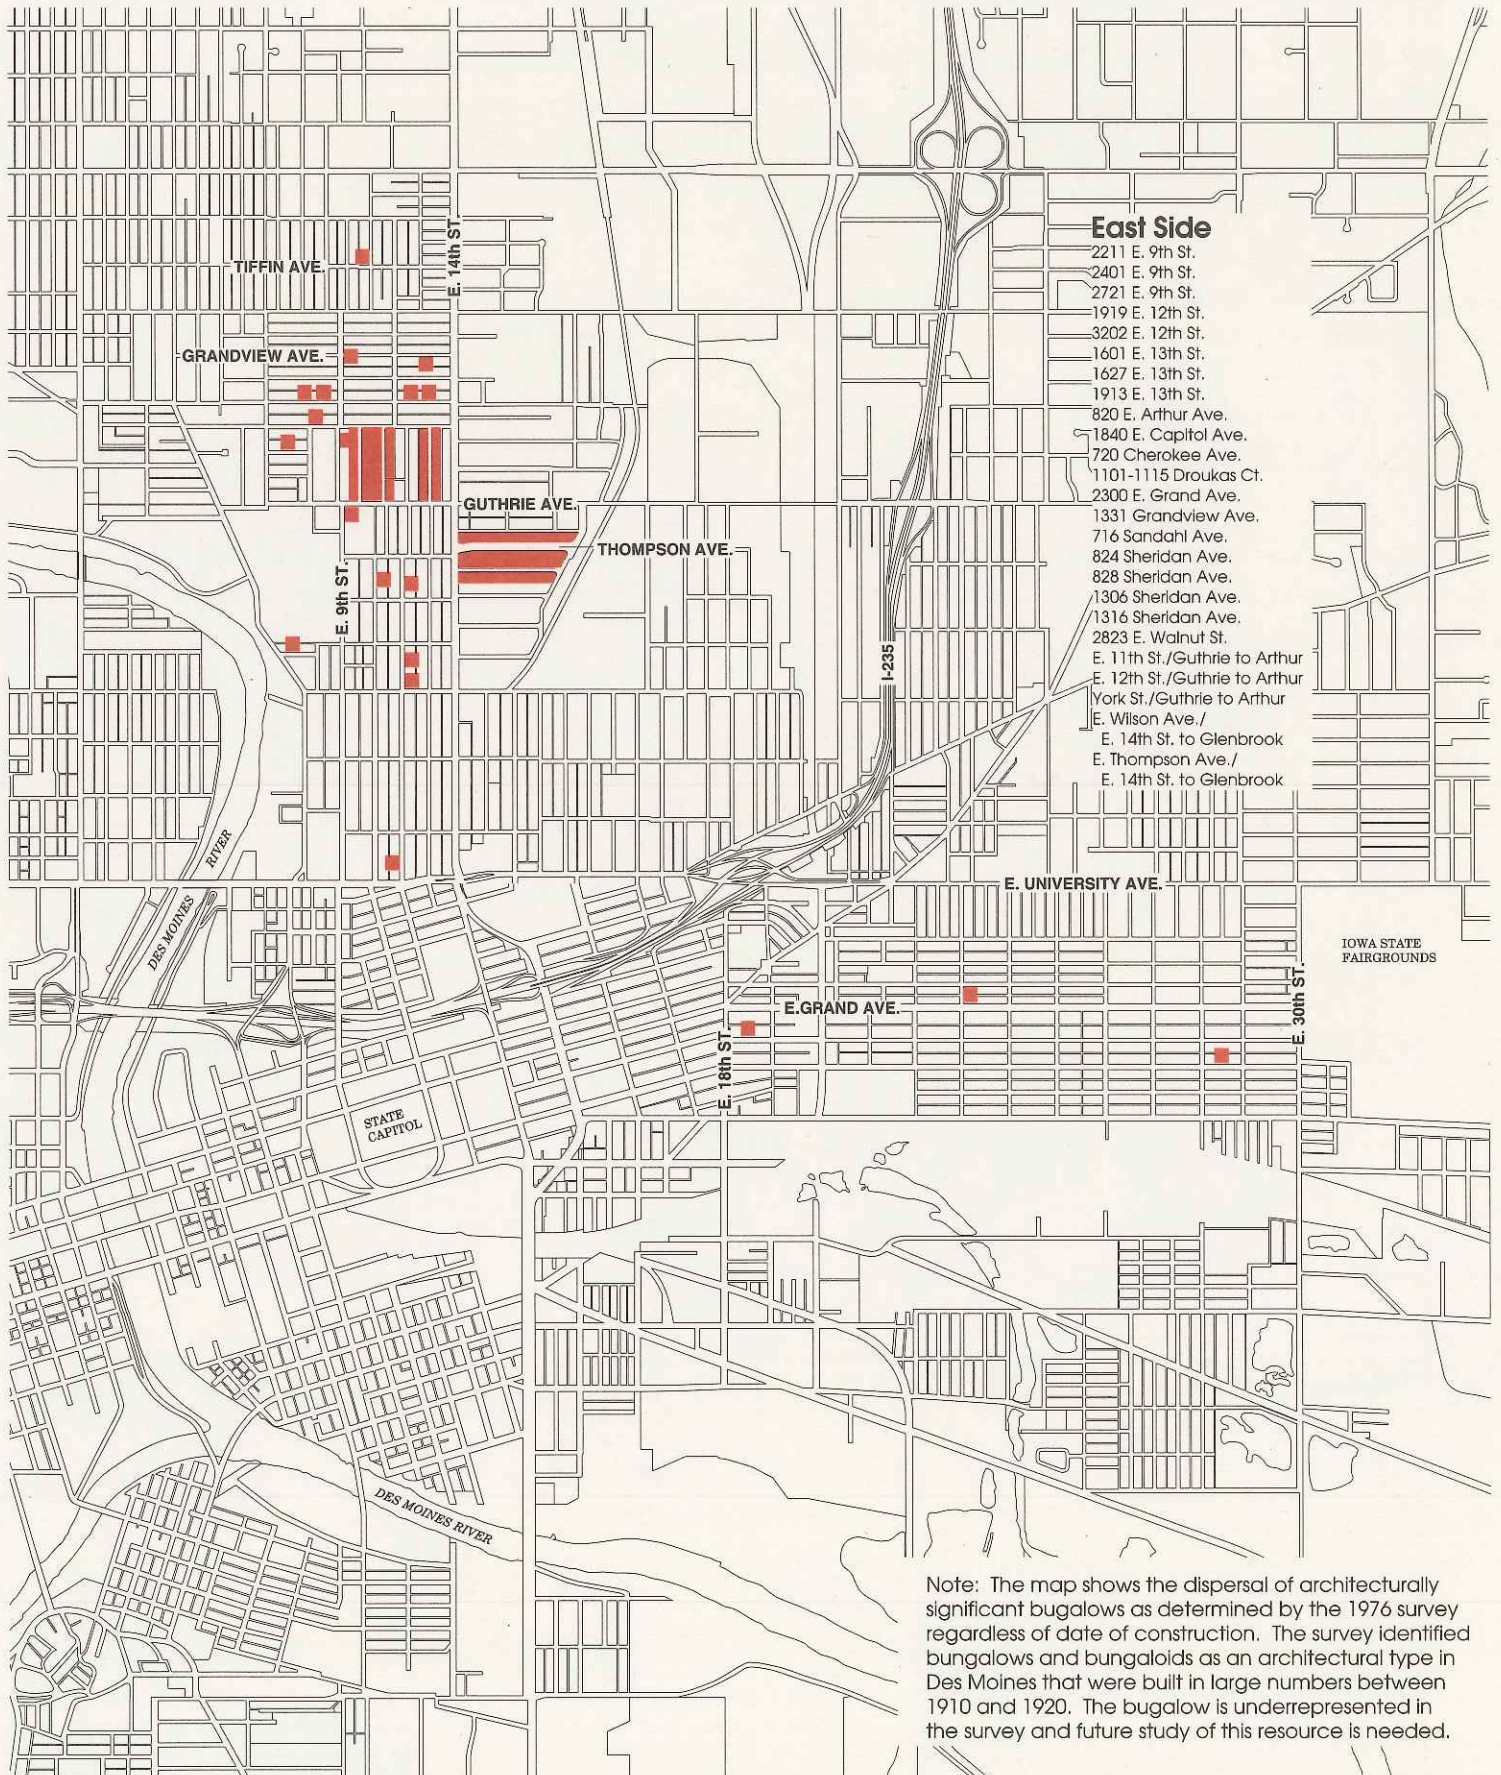 East Side
2211 E. 9th St.
2401 E. 9th St.
2721 E. 9th St.
1919 E. 12th St.
3202 E. 12th St.
1601 E. 13th St.
1627 E. 13th St.
1913 E. 13th St.
820 E. Arthur Ave.
1840 E. Capitol Ave.
720 Cherokee Ave.
1101-1115 Droukas Ct.
2300 E. Grand Ave.
1331 Grandview Ave.
716 Sandahl Ave.
824 Sheridan Ave.
828 Sheridan Ave.
1306 Sheridan Ave.
1316 Sheridan Ave.
2823 E. Walnut St.
E. 11th St./Guthrie to Arthur
E. 12th St./Guthrie to Arthur
York St./Guthrie to Arthur
E. Wilson Ave./
E. 14th St. to Glenbrook
E. Thompson Ave./
E. 14th St. to Glenbrook
E. 14th ST.
TIFFIN AVE.
GRANDVIEW AVE.
GUTHRIE AVE.
THOMPSON AVE.
E. 9th ST.
I-235
RIVER
DES MOINES
E. UNIVERSITY AVE.
IOWA STATE
FAIRGROUNDS
E.GRAND AVE.
E. 30th ST.
E. 18th ST.
STATE
CAPITOL
DES MOINES RIVER
Note: The map shows the dispersal of architecturally
significant bugalows as determined by the 1976 survey
regardless of date of construction. The survey identified
bungalows and bungaloids as an architectural type in
Des Moines that were built in large numbers between
1910 and 1920. The bugalow is underrepresented in
the survey and future study of this resource is needed.